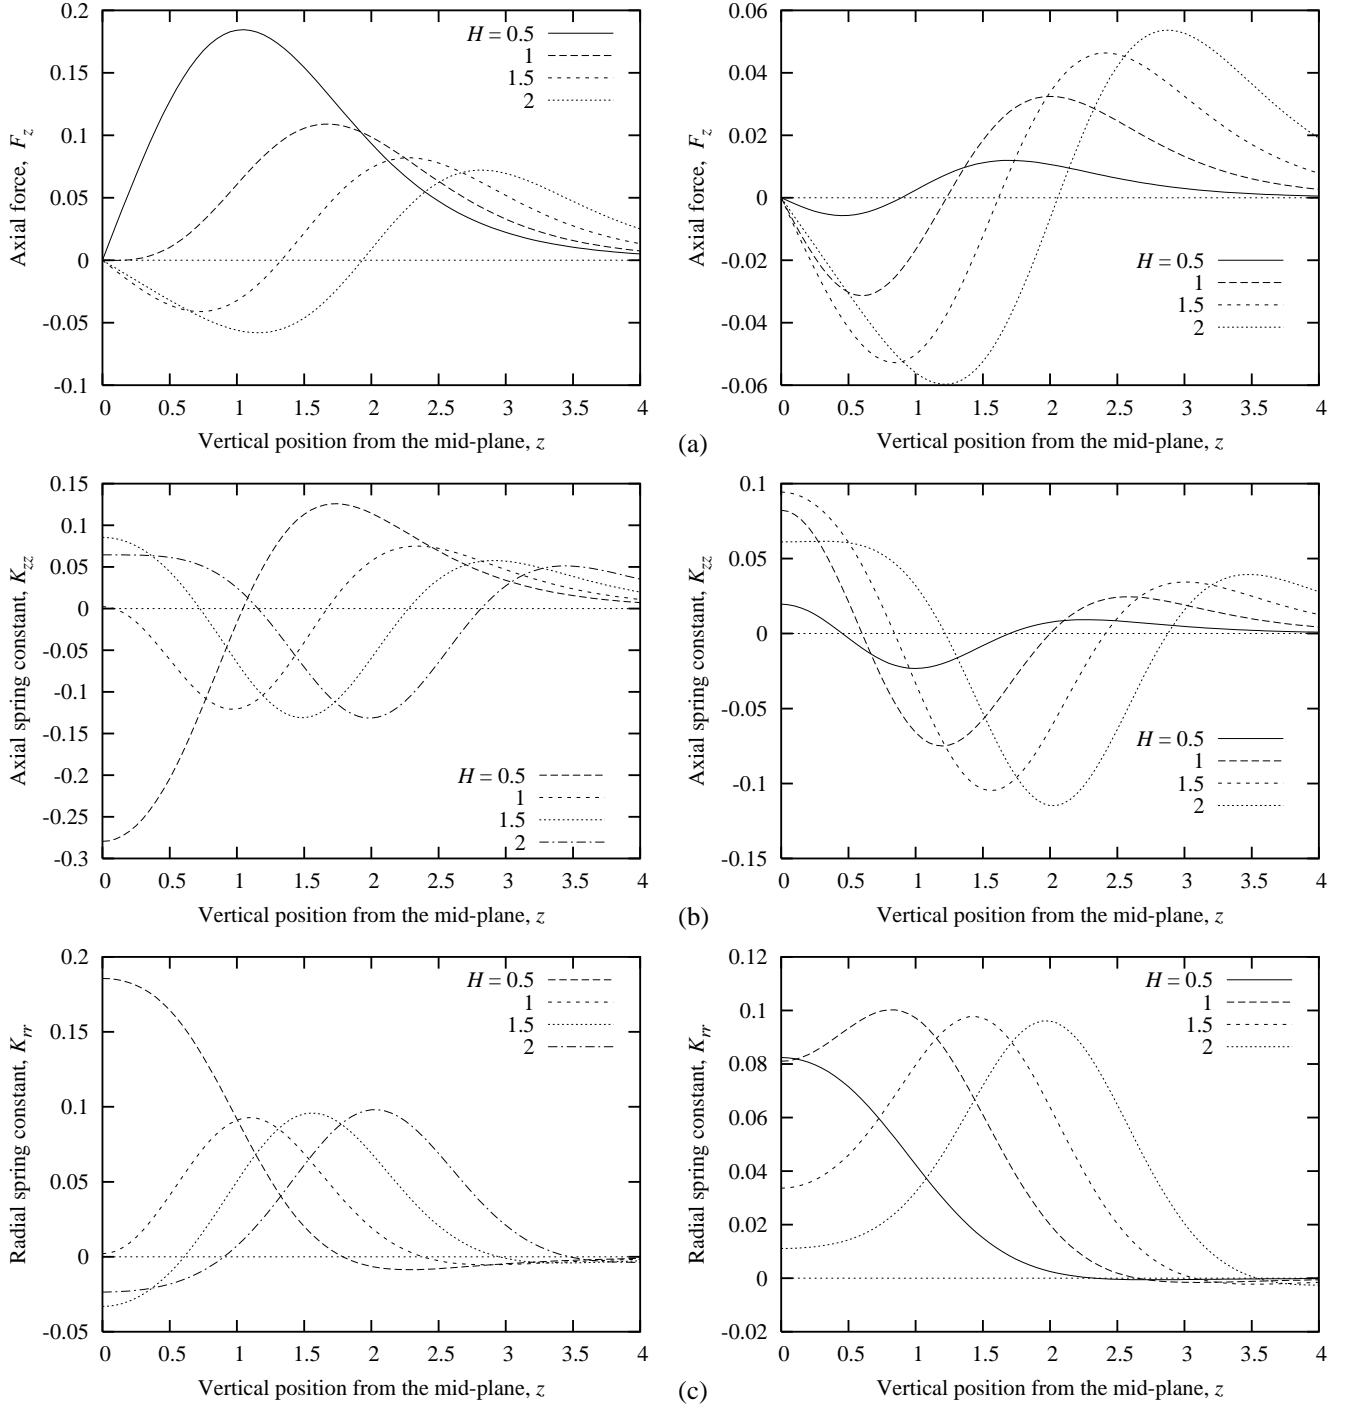 0.2
0.15
0.1
0.05
0
-0.05
-0.1
Axial force, F_z
H = 0.5
1
1.5
2
0 0.5 1 1.5 2 2.5 3 3.5 4
Vertical position from the mid-plane, z
0.06
0.04
0.02
0
-0.02
-0.04
-0.06
Axial force, F_z
H = 0.5
1
1.5
2
0 0.5 1 1.5 2 2.5 3 3.5 4
Vertical position from the mid-plane, z
(a)
0.15
0.1
0.05
0
-0.05
-0.1
-0.15
-0.2
-0.25
-0.3
Axial spring constant, K_zz
H = 0.5
1
1.5
2
0 0.5 1 1.5 2 2.5 3 3.5 4
Vertical position from the mid-plane, z
0.1
0.05
0
-0.05
-0.1
-0.15
Axial spring constant, K_zz
H = 0.5
1
1.5
2
0 0.5 1 1.5 2 2.5 3 3.5 4
Vertical position from the mid-plane, z
(b)
0.2
0.15
0.1
0.05
0
-0.05
Radial spring constant, K_rr
H = 0.5
1
1.5
2
0 0.5 1 1.5 2 2.5 3 3.5 4
Vertical position from the mid-plane, z
0.12
0.1
0.08
0.06
0.04
0.02
0
-0.02
Radial spring constant, K_rr
H = 0.5
1
1.5
2
0 0.5 1 1.5 2 2.5 3 3.5 4
Vertical position from the mid-plane, z
(c)